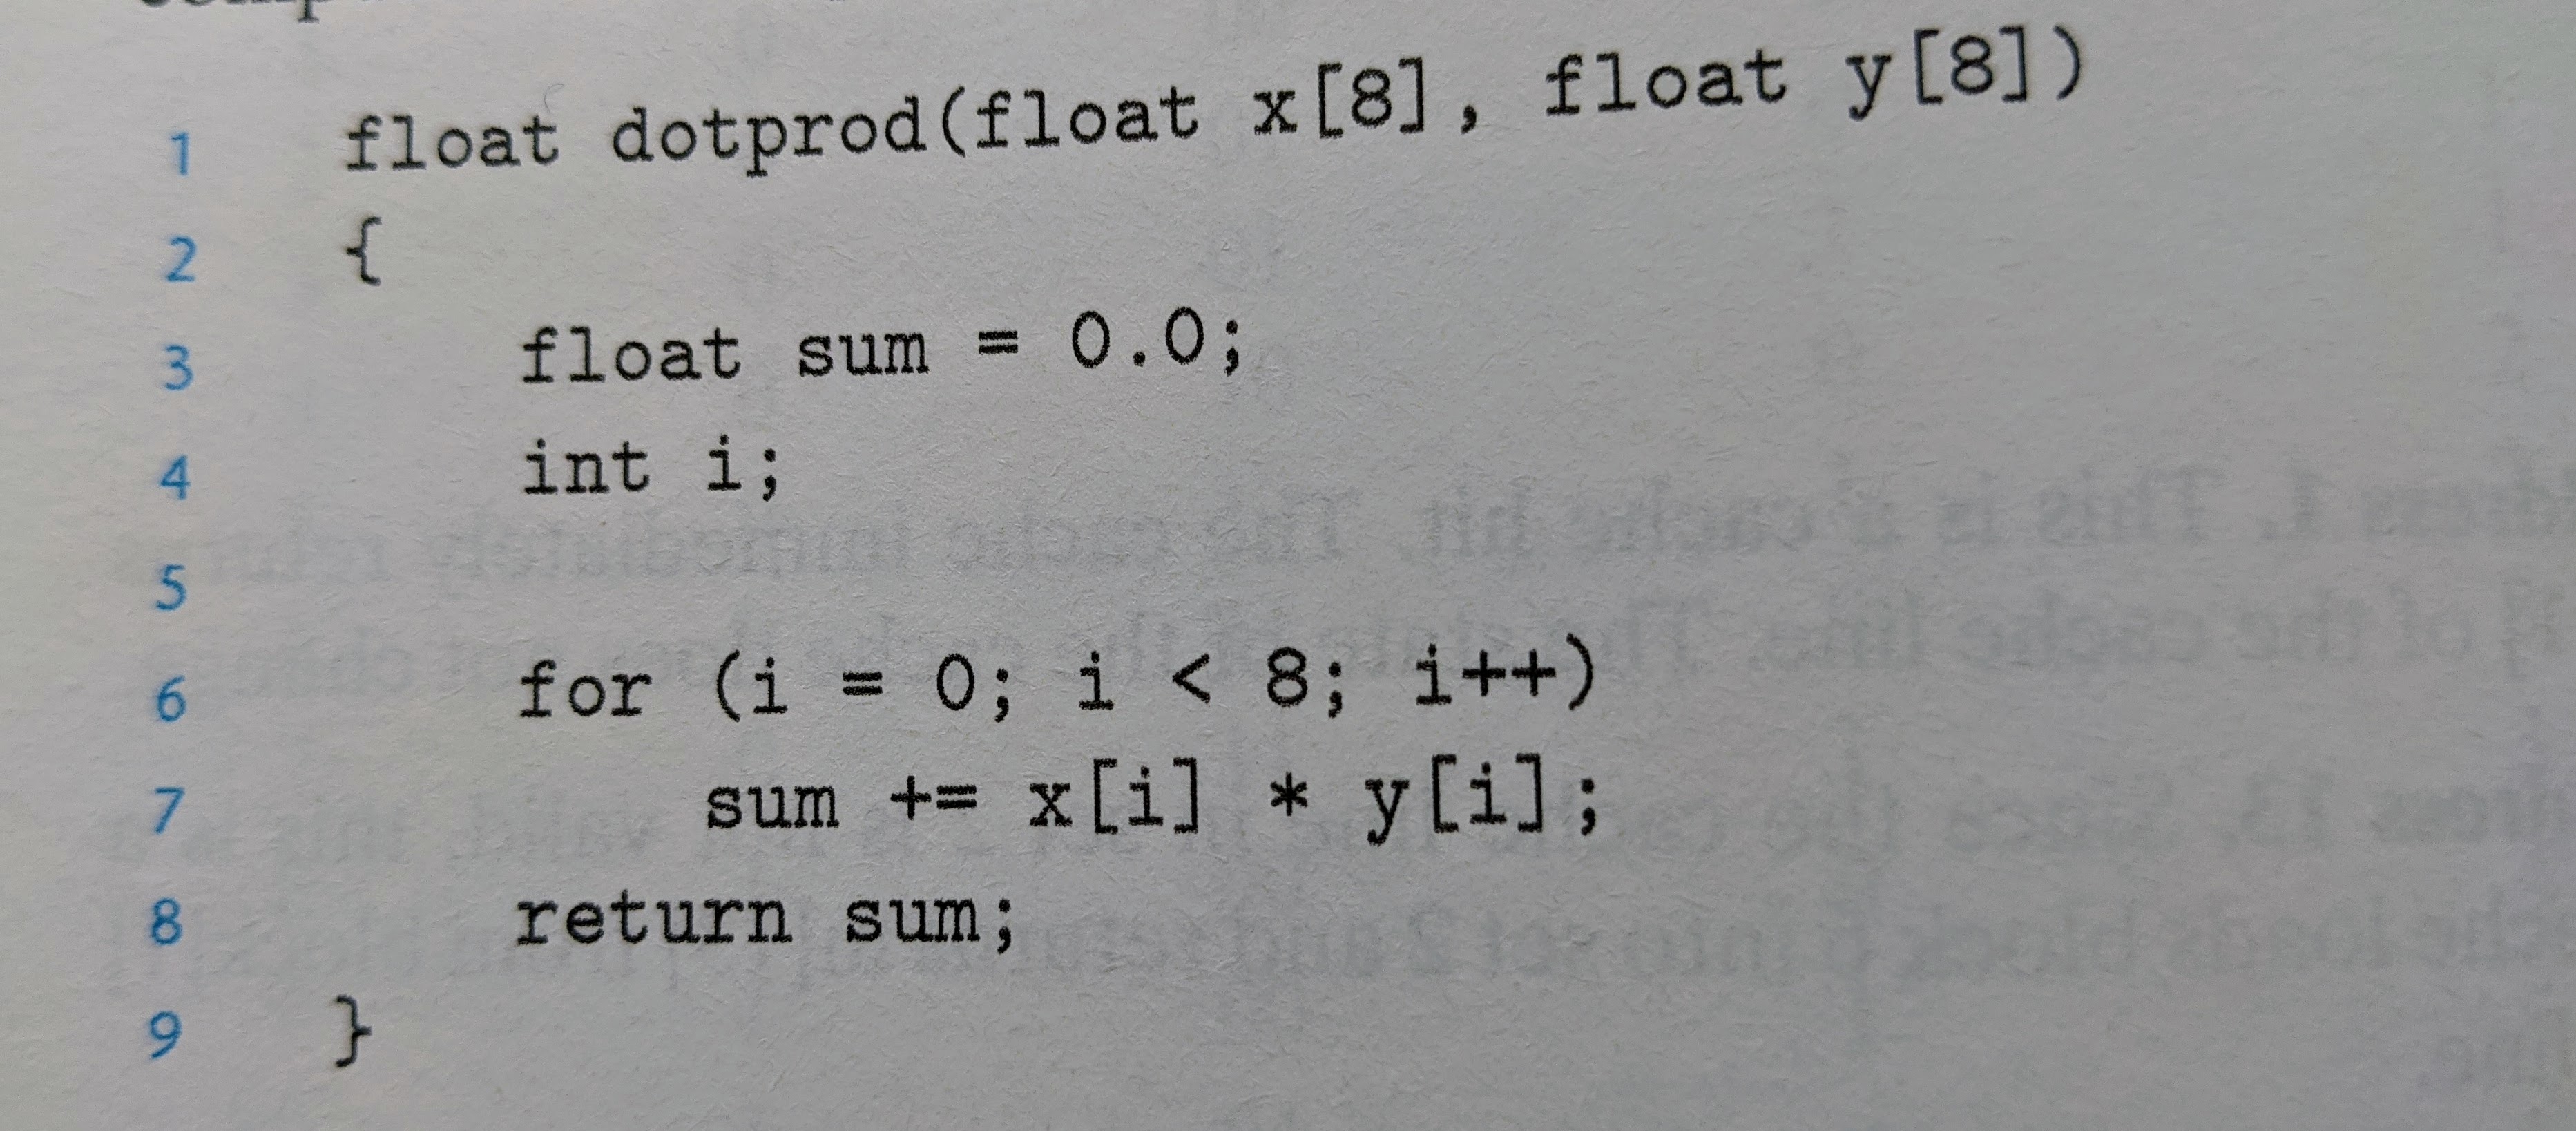 1 float dotprod(float x[8], float y[8])
2 {
3 float sum = 0.0;
4 int i;
5
6 for (i = 0; i < 8; i++)
7 sum += x[i] * y[i];
8 return sum;
9 }